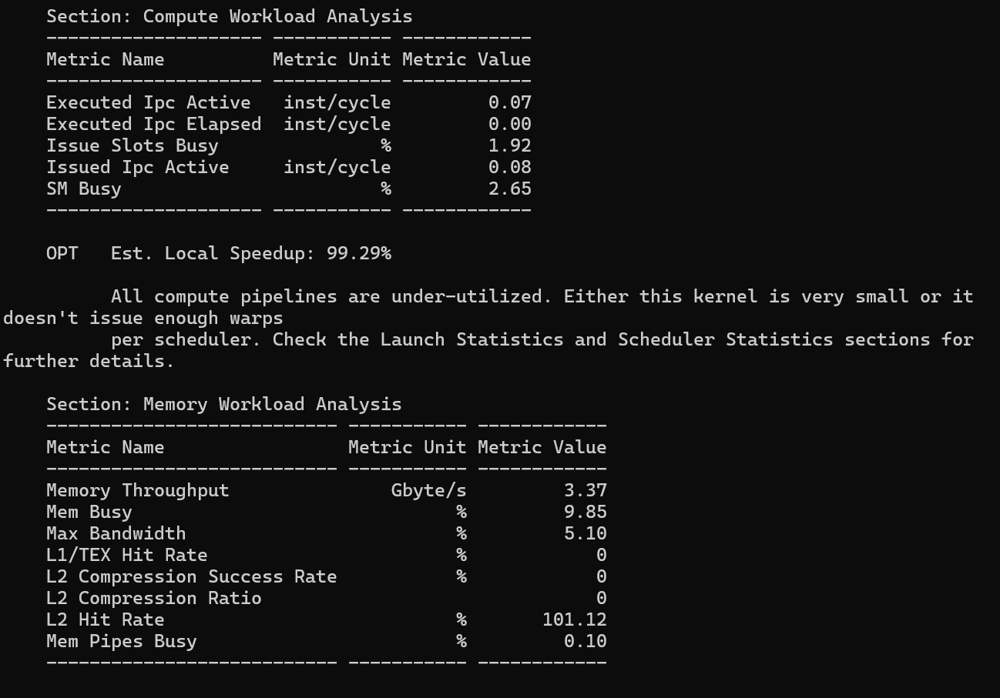 Section: Compute Workload Analysis
-------------------- ----------- ------------
Metric Name          Metric Unit Metric Value
-------------------- ----------- ------------
Executed Ipc Active   inst/cycle         0.07
Executed Ipc Elapsed  inst/cycle         0.00
Issue Slots Busy               %         1.92
Issued Ipc Active     inst/cycle         0.08
SM Busy                        %         2.65
-------------------- ----------- ------------
OPT   Est. Local Speedup: 99.29%
All compute pipelines are under-utilized. Either this kernel is very small or it
doesn't issue enough warps
per scheduler. Check the Launch Statistics and Scheduler Statistics sections for
further details.
Section: Memory Workload Analysis
--------------------------- ----------- ------------
Metric Name                 Metric Unit Metric Value
--------------------------- ----------- ------------
Memory Throughput               Gbyte/s         3.37
Mem Busy                              %         9.85
Max Bandwidth                         %         5.10
L1/TEX Hit Rate                       %            0
L2 Compression Success Rate           %            0
L2 Compression Ratio                               0
L2 Hit Rate                           %       101.12
Mem Pipes Busy                        %         0.10
--------------------------- ----------- ------------